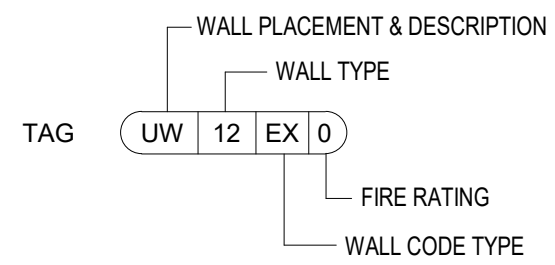 WALL PLACEMENT & DESCRIPTION
WALL TYPE
TAG UW 12 EX 0
FIRE RATING
WALL CODE TYPE